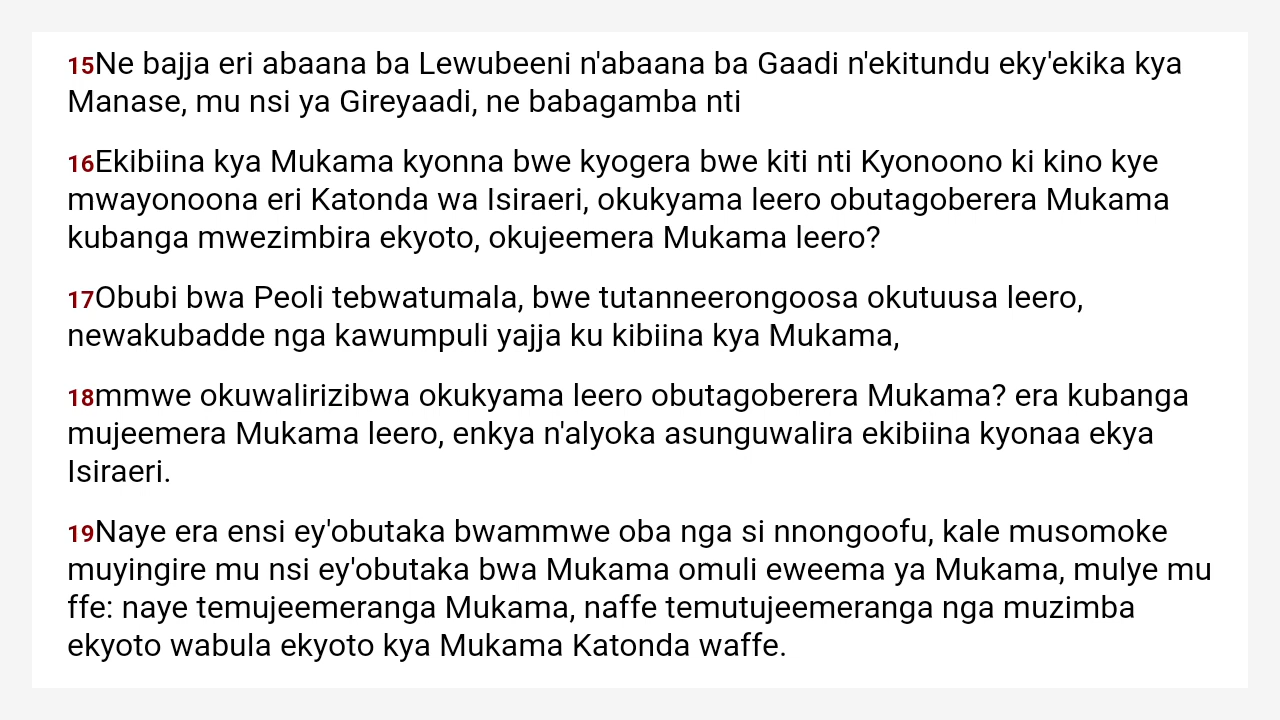 15Ne bajja eri abaana ba Lewubeeni n'abaana ba Gaadi n'ekitundu eky'ekika kya
Manase, mu nsi ya Gireyaadi, ne babagamba nti
16Ekibiina kya Mukama kyonna bwe kyogera bwe kiti nti Kyonoono ki kino kye
mwayonoona eri Katonda wa Isiraeri, okukyama leero obutagoberera Mukama
kubanga mwezimbira ekyoto, okujeemera Mukama leero?
17Obubi bwa Peoli tebwatumala, bwe tutanneerongoosa okutuusa leero,
newakubadde nga kawumpuli yajja ku kibiina kya Mukama,
18mmwe okuwalirizibwa okukyama leero obutagoberera Mukama? era kubanga
mujeemera Mukama leero, enkya n'alyoka asunguwalira ekibiina kyonaa ekya
Isiraeri.
19Naye era ensi ey'obutaka bwammwe oba nga si nnongoofu, kale musomoke
muyingire mu nsi ey'obutaka bwa Mukama omuli eweema ya Mukama, mulye mu
ffe: naye temujeemeranga Mukama, naffe temutujeemeranga nga muzimba
ekyoto wabula ekyoto kya Mukama Katonda waffe.